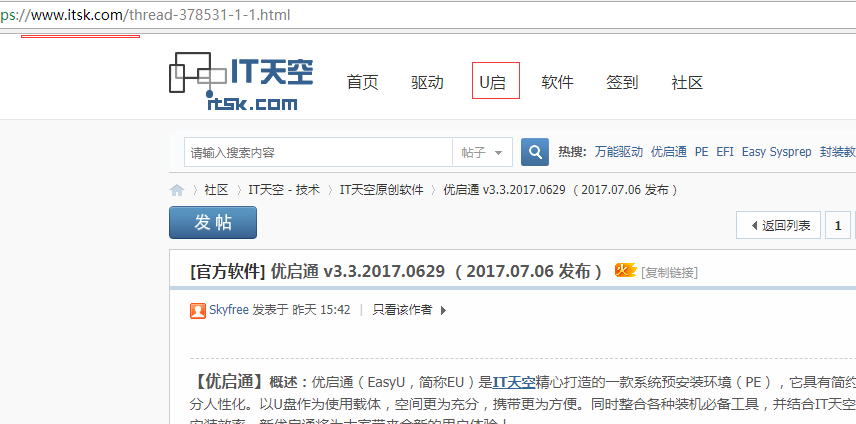 ps://www.itsk.com/thread-378531-1-1.html
IT天空
itsk.com
首页 驱动 U启 软件 签到 社区
请输入搜索内容 帖子 热搜: 万能驱动 优启通 PE EFI Easy Sysprep 封装教
社区 IT天空 - 技术 IT天空原创软件 优启通 v3.3.2017.0629 （2017.07.06 发布）
发帖 返回列表 1
[官方软件] 优启通 v3.3.2017.0629 （2017.07.06 发布） 火 [复制链接]
Skyfree 发表于 昨天 15:42 | 只看该作者
【优启通】概述：优启通（EasyU，简称EU）是IT天空精心打造的一款系统预安装环境（PE），它具有简约
分人性化。以U盘作为使用载体，空间更为充分，携带更为方便。同时整合各种装机必备工具，并结合IT天空